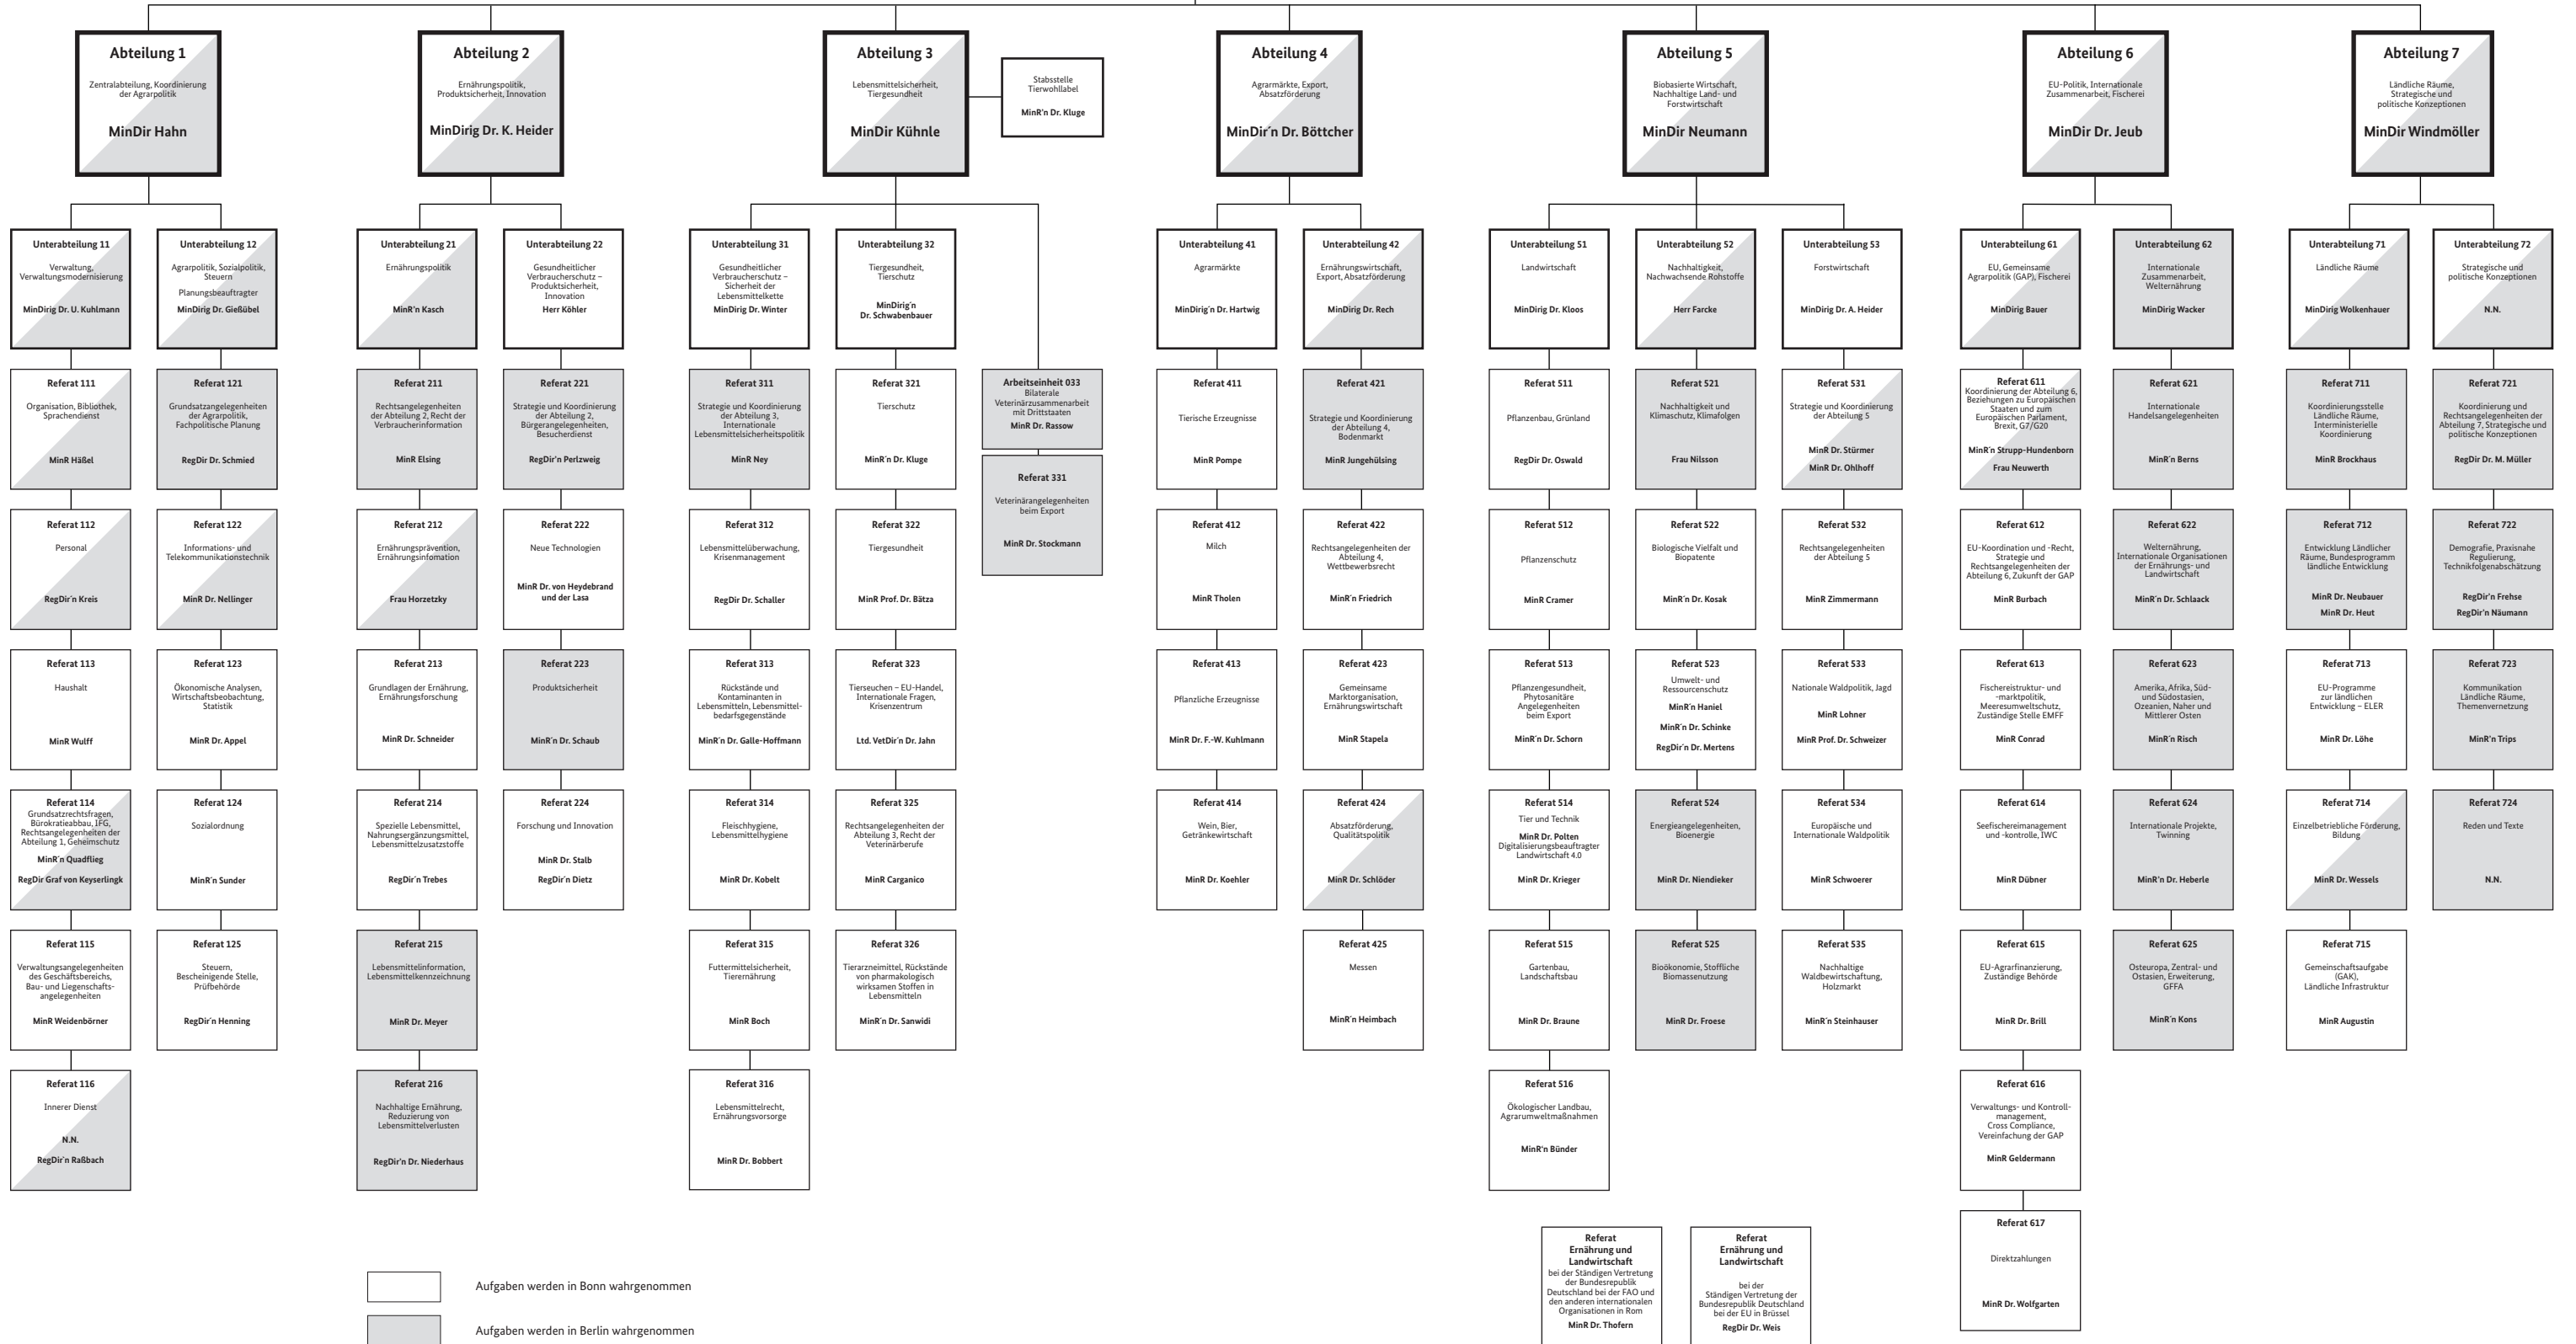 Abteilung 1
Zentralabteilung, Koordinierung
der Agrarpolitik
MinDir Hahn
Abteilung 2
Ernährungspolitik,
Produktsicherheit, Innovation
MinDirig Dr. K. Heider
Abteilung 3
Lebensmittelsicherheit,
Tiergesundheit
MinDir Kühnle
Stabsstelle
Tierwohllabel
MinR'n Dr. Kluge
Abteilung 4
Agrarmärkte, Export,
Absatzförderung
MinDir´n Dr. Böttcher
Abteilung 5
Biobasierte Wirtschaft,
Nachhaltige Land- und
Forstwirtschaft
MinDir Neumann
Abteilung 6
EU-Politik, Internationale
Zusammenarbeit, Fischerei
MinDir Dr. Jeub
Abteilung 7
Ländliche Räume,
Strategische und
politische Konzeptionen
MinDir Windmöller
Unterabteilung 11
Verwaltung,
Verwaltungsmodernisierung
MinDirig Dr. U. Kuhlmann
Unterabteilung 12
Agrarpolitik, Sozialpolitik,
Steuern
Planungsbeauftragter
MinDirig Dr. Gießübel
Unterabteilung 21
Ernährungspolitik
MinR'n Kasch
Unterabteilung 22
Gesundheitlicher
Verbraucherschutz –
Produktsicherheit,
Innovation
Herr Köhler
Unterabteilung 31
Gesundheitlicher
Verbraucherschutz –
Sicherheit der
Lebensmittelkette
MinDirig Dr. Winter
Unterabteilung 32
Tiergesundheit,
Tierschutz
MinDirig´n
Dr. Schwabenbauer
Unterabteilung 41
Agrarmärkte
MinDirig´n Dr. Hartwig
Unterabteilung 42
Ernährungswirtschaft,
Export, Absatzförderung
MinDirig Dr. Rech
Unterabteilung 51
Landwirtschaft
MinDirig Dr. Kloos
Unterabteilung 52
Nachhaltigkeit,
Nachwachsende Rohstoffe
Herr Farcke
Unterabteilung 53
Forstwirtschaft
MinDirig Dr. A. Heider
Unterabteilung 61
EU, Gemeinsame
Agrarpolitik (GAP), Fischerei
MinDirig Bauer
Unterabteilung 62
Internationale
Zusammenarbeit,
Welternährung
MinDirig Wacker
Unterabteilung 71
Ländliche Räume
MinDirig Wolkenhauer
Unterabteilung 72
Strategische und
politische Konzeptionen
N.N.
Referat 111
Organisation, Bibliothek,
Sprachendienst
MinR Häßel
Referat 121
Grundsatzangelegenheiten
der Agrarpolitik,
Fachpolitische Planung
RegDir Dr. Schmied
Referat 211
Rechtsangelegenheiten
der Abteilung 2, Recht der
Verbraucherinformation
MinR Elsing
Referat 221
Strategie und Koordinierung
der Abteilung 2,
Bürgerangelegenheiten,
Besucherdienst
RegDir'n Perlzweig
Referat 311
Strategie und Koordinierung
der Abteilung 3,
Internationale
Lebensmittelsicherheitspolitik
MinR Ney
Referat 321
Tierschutz
MinR´n Dr. Kluge
Arbeitseinheit 033
Bilaterale
Veterinärzusammenarbeit
mit Drittstaaten
MinR Dr. Rassow
Referat 331
Veterinärangelegenheiten
beim Export
MinR Dr. Stockmann
Referat 411
Tierische Erzeugnisse
MinR Pompe
Referat 421
Strategie und Koordinierung
der Abteilung 4,
Bodenmarkt
MinR Jungehülsing
Referat 511
Pflanzenbau, Grünland
RegDir Dr. Oswald
Referat 521
Nachhaltigkeit und
Klimaschutz, Klimafolgen
Frau Nilsson
Referat 531
Strategie und Koordinierung
der Abteilung 5
MinR Dr. Stürmer
MinR Dr. Ohlhoff
Referat 611
Koordinierung der Abteilung 6,
Beziehungen zu Europäischen
Staaten und zum
Europäischen Parlament,
Brexit, G7/G20
MinR´n Strupp-Hundenborn
Frau Neuwerth
Referat 621
Internationale
Handelsangelegenheiten
MinR´n Berns
Referat 711
Koordinierungsstelle
Ländliche Räume,
Interministerielle
Koordinierung
MinR Brockhaus
Referat 721
Koordinierung und
Rechtsangelegenheiten der
Abteilung 7, Strategische und
politische Konzeptionen
RegDir Dr. M. Müller
Referat 112
Personal
RegDir´n Kreis
Referat 122
Informations- und
Telekommunikationstechnik
MinR Dr. Nellinger
Referat 212
Ernährungsprävention,
Ernährungsinfomation
Frau Horzetzky
Referat 222
Neue Technologien
MinR Dr. von Heydebrand
und der Lasa
Referat 312
Lebensmittelüberwachung,
Krisenmanagement
RegDir Dr. Schaller
Referat 322
Tiergesundheit
MinR Prof. Dr. Bätza
Referat 412
Milch
MinR Tholen
Referat 422
Rechtsangelegenheiten der
Abteilung 4,
Wettbewerbsrecht
MinR´n Friedrich
Referat 512
Pflanzenschutz
MinR Cramer
Referat 522
Biologische Vielfalt und
Biopatente
MinR´n Dr. Kosak
Referat 532
Rechtsangelegenheiten
der Abteilung 5
MinR Zimmermann
Referat 612
EU-Koordination und -Recht,
Strategie und
Rechtsangelegenheiten der
Abteilung 6, Zukunft der GAP
MinR Burbach
Referat 622
Welternährung,
Internationale Organisationen
der Ernährungs- und
Landwirtschaft
MinR´n Dr. Schlaack
Referat 712
Entwicklung Ländlicher
Räume, Bundesprogramm
ländliche Entwicklung
MinR Dr. Neubauer
MinR Dr. Heut
Referat 722
Demografie, Praxisnahe
Regulierung,
Technikfolgenabschätzung
RegDir'n Frehse
RegDir'n Näumann
Referat 113
Haushalt
MinR Wulff
Referat 123
Ökonomische Analysen,
Wirtschaftsbeobachtung,
Statistik
MinR Dr. Appel
Referat 213
Grundlagen der Ernährung,
Ernährungsforschung
MinR Dr. Schneider
Referat 223
Produktsicherheit
MinR´n Dr. Schaub
Referat 313
Rückstände und
Kontaminanten in
Lebensmitteln, Lebensmittel-
bedarfsgegenstände
MinR´n Dr. Galle-Hoffmann
Referat 323
Tierseuchen – EU-Handel,
Internationale Fragen,
Krisenzentrum
Ltd. VetDir´n Dr. Jahn
Referat 413
Pflanzliche Erzeugnisse
MinR Dr. F.-W. Kuhlmann
Referat 423
Gemeinsame
Marktorganisation,
Ernährungswirtschaft
MinR Stapela
Referat 513
Pflanzengesundheit,
Phytosanitäre
Angelegenheiten
beim Export
MinR´n Dr. Schorn
Referat 523
Umwelt- und
Ressourcenschutz
MinR´n Haniel
MinR´n Dr. Schinke
RegDir´n Dr. Mertens
Referat 533
Nationale Waldpolitik, Jagd
MinR Lohner
MinR Prof. Dr. Schweizer
Referat 613
Fischereistruktur- und
-marktpolitik,
Meeresumweltschutz,
Zuständige Stelle EMFF
MinR Conrad
Referat 623
Amerika, Afrika, Süd-
und Südostasien,
Ozeanien, Naher und
Mittlerer Osten
MinR´n Risch
Referat 713
EU-Programme
zur ländlichen
Entwicklung – ELER
MinR Dr. Löhe
Referat 723
Kommunikation
Ländliche Räume,
Themenvernetzung
MinR'n Trips
Referat 114
Grundsatzrechtsfragen,
Bürokratieabbau, IFG,
Rechtsangelegenheiten der
Abteilung 1, Geheimschutz
MinR´n Quadflieg
RegDir Graf von Keyserlingk
Referat 124
Sozialordnung
MinR´n Sunder
Referat 214
Spezielle Lebensmittel,
Nahrungsergänzungsmittel,
Lebensmittelzusatzstoffe
RegDir´n Trebes
Referat 224
Forschung und Innovation
MinR Dr. Stalb
RegDir´n Dietz
Referat 314
Fleischhygiene,
Lebensmittelhygiene
MinR Dr. Kobelt
Referat 325
Rechtsangelegenheiten der
Abteilung 3, Recht der
Veterinärberufe
MinR Carganico
Referat 414
Wein, Bier,
Getränkewirtschaft
MinR Dr. Koehler
Referat 424
Absatzförderung,
Qualitätspolitik
MinR Dr. Schlöder
Referat 514
Tier und Technik
MinR Dr. Polten
Digitalisierungsbeauftragter
Landwirtschaft 4.0
MinR Dr. Krieger
Referat 524
Energieangelegenheiten,
Bioenergie
MinR Dr. Niendieker
Referat 534
Europäische und
Internationale Waldpolitik
MinR Schwoerer
Referat 614
Seefischereimanagement
und -kontrolle, IWC
MinR Dübner
Referat 624
Internationale Projekte,
Twinning
MinR'n Dr. Heberle
Referat 714
Einzelbetriebliche Förderung,
Bildung
MinR Dr. Wessels
Referat 724
Reden und Texte
N.N.
Referat 115
Verwaltungsangelegenheiten
des Geschäftsbereichs,
Bau- und Liegenschafts-
angelegenheiten
MinR Weidenbörner
Referat 125
Steuern,
Bescheinigende Stelle,
Prüfbehörde
RegDir´n Henning
Referat 215
Lebensmittelinformation,
Lebensmittelkennzeichnung
MinR Dr. Meyer
Referat 315
Futtermittelsicherheit,
Tierernährung
MinR Boch
Referat 326
Tierarzneimittel, Rückstände
von pharmakologisch
wirksamen Stoffen in
Lebensmitteln
MinR´n Dr. Sanwidi
Referat 425
Messen
MinR´n Heimbach
Referat 515
Gartenbau,
Landschaftsbau
MinR Dr. Braune
Referat 525
Bioökonomie, Stoffliche
Biomassenutzung
MinR Dr. Froese
Referat 535
Nachhaltige
Waldbewirtschaftung,
Holzmarkt
MinR´n Steinhauser
Referat 615
EU-Agrarfinanzierung,
Zuständige Behörde
MinR Dr. Brill
Referat 625
Osteuropa, Zentral- und
Ostasien, Erweiterung,
GFFA
MinR´n Kons
Referat 715
Gemeinschaftsaufgabe
(GAK),
Ländliche Infrastruktur
MinR Augustin
Referat 116
Innerer Dienst
N.N.
RegDir´n Raßbach
Referat 216
Nachhaltige Ernährung,
Reduzierung von
Lebensmittelverlusten
RegDir'n Dr. Niederhaus
Referat 316
Lebensmittelrecht,
Ernährungsvorsorge
MinR Dr. Bobbert
Referat 516
Ökologischer Landbau,
Agrarumweltmaßnahmen
MinR'n Bünder
Referat 616
Verwaltungs- und Kontroll-
management,
Cross Compliance,
Vereinfachung der GAP
MinR Geldermann
Referat 617
Direktzahlungen
MinR Dr. Wolfgarten
Referat
Ernährung und
Landwirtschaft
bei der Ständigen Vertretung
der Bundesrepublik
Deutschland bei der FAO und
den anderen internationalen
Organisationen in Rom
MinR Dr. Thofern
Referat
Ernährung und
Landwirtschaft
bei der
Ständigen Vertretung der
Bundesrepublik Deutschland
bei der EU in Brüssel
RegDir Dr. Weis
Aufgaben werden in Bonn wahrgenommen
Aufgaben werden in Berlin wahrgenommen